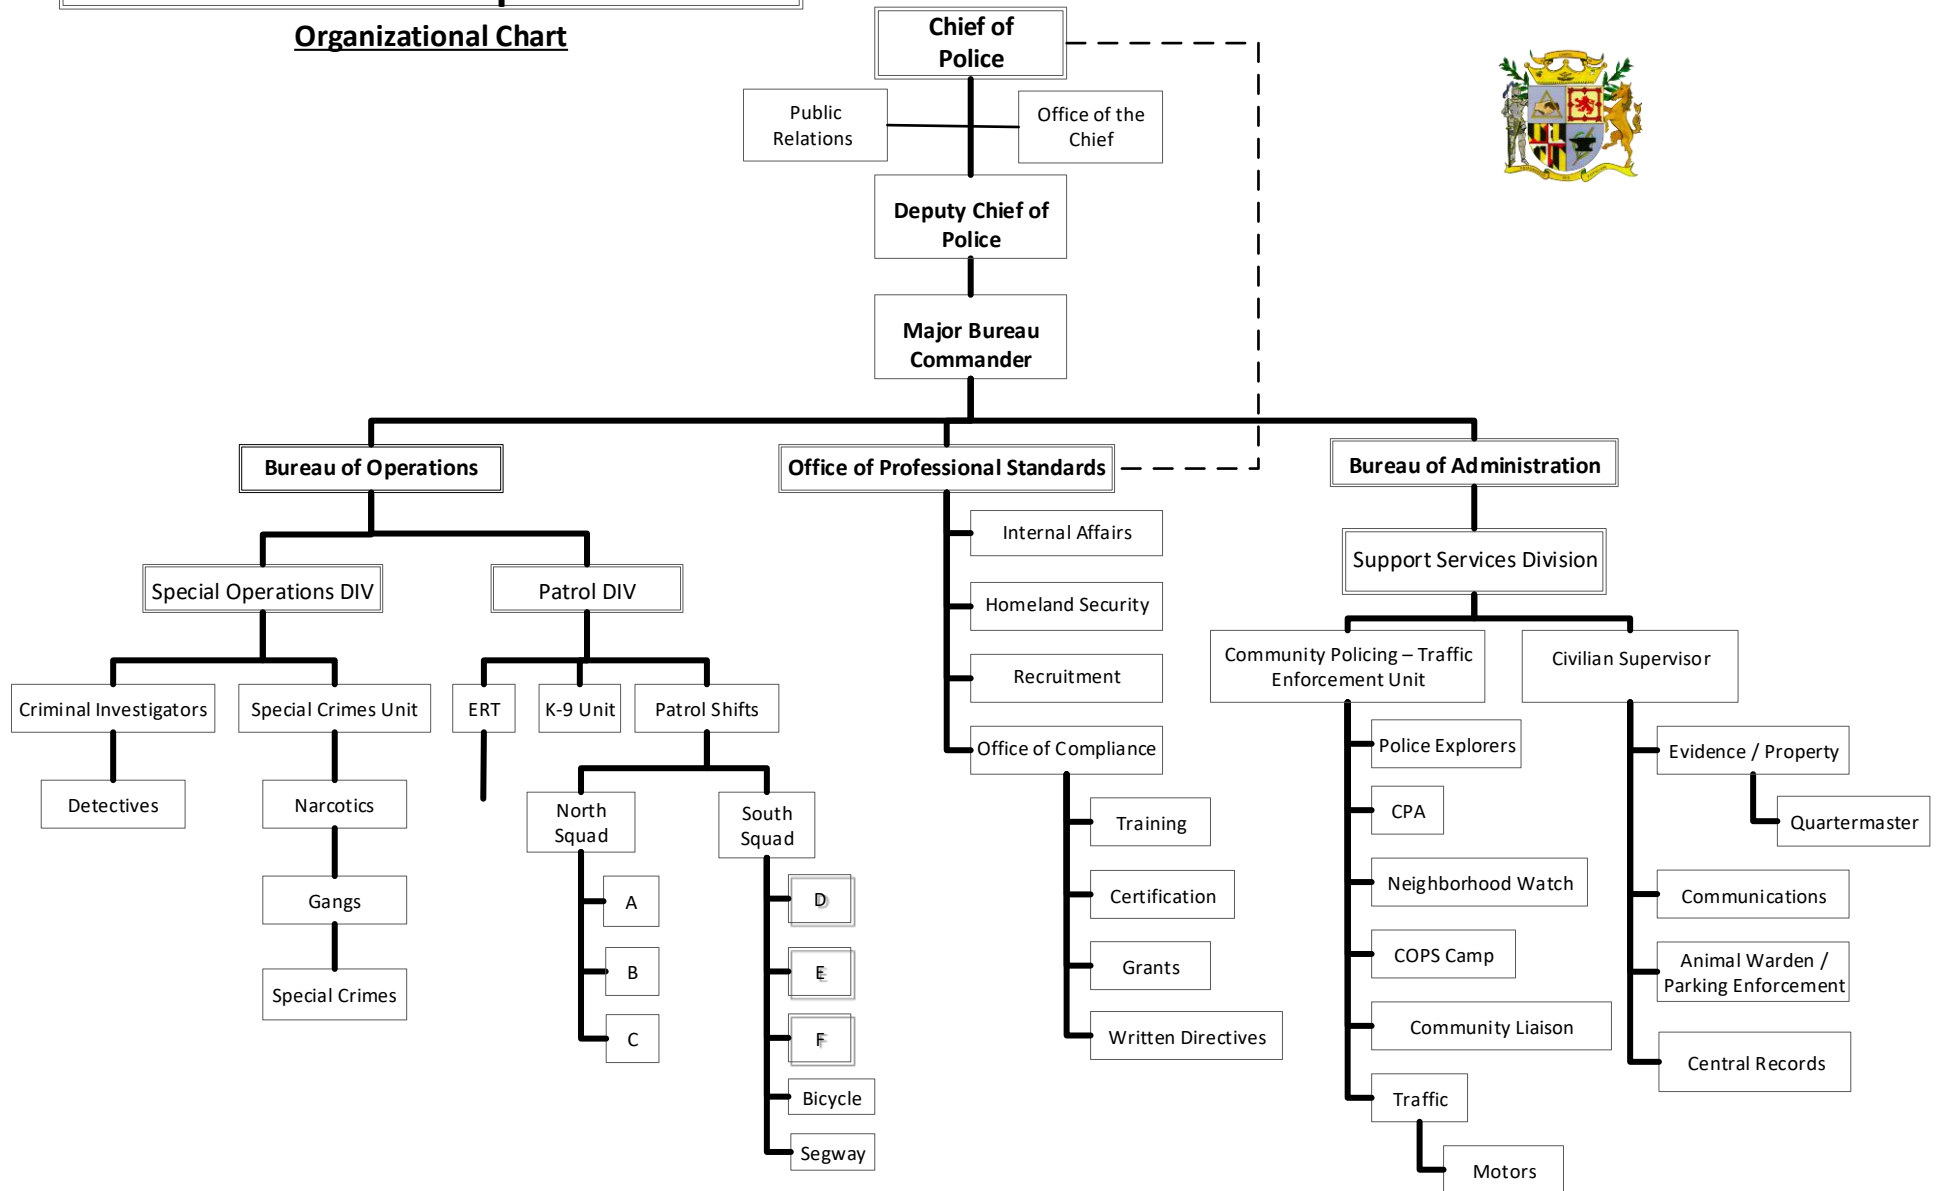 Organizational Chart
Chief of
Police
Public
Relations
Office of the
Chief
Deputy Chief of
Police
Major Bureau
Commander
Bureau of Operations
Office of Professional Standards
Bureau of Administration
Special Operations DIV
Patrol DIV
Criminal Investigators
Special Crimes Unit
ERT
K-9 Unit
Patrol Shifts
Detectives
Narcotics
Gangs
Special Crimes
North
Squad
South
Squad
A
B
C
D
E
F
Bicycle
Segway
Internal Affairs
Homeland Security
Recruitment
Office of Compliance
Training
Certification
Grants
Written Directives
Support Services Division
Community Policing – Traffic
Enforcement Unit
Civilian Supervisor
Police Explorers
CPA
Neighborhood Watch
COPS Camp
Community Liaison
Traffic
Motors
Evidence / Property
Quartermaster
Communications
Animal Warden /
Parking Enforcement
Central Records